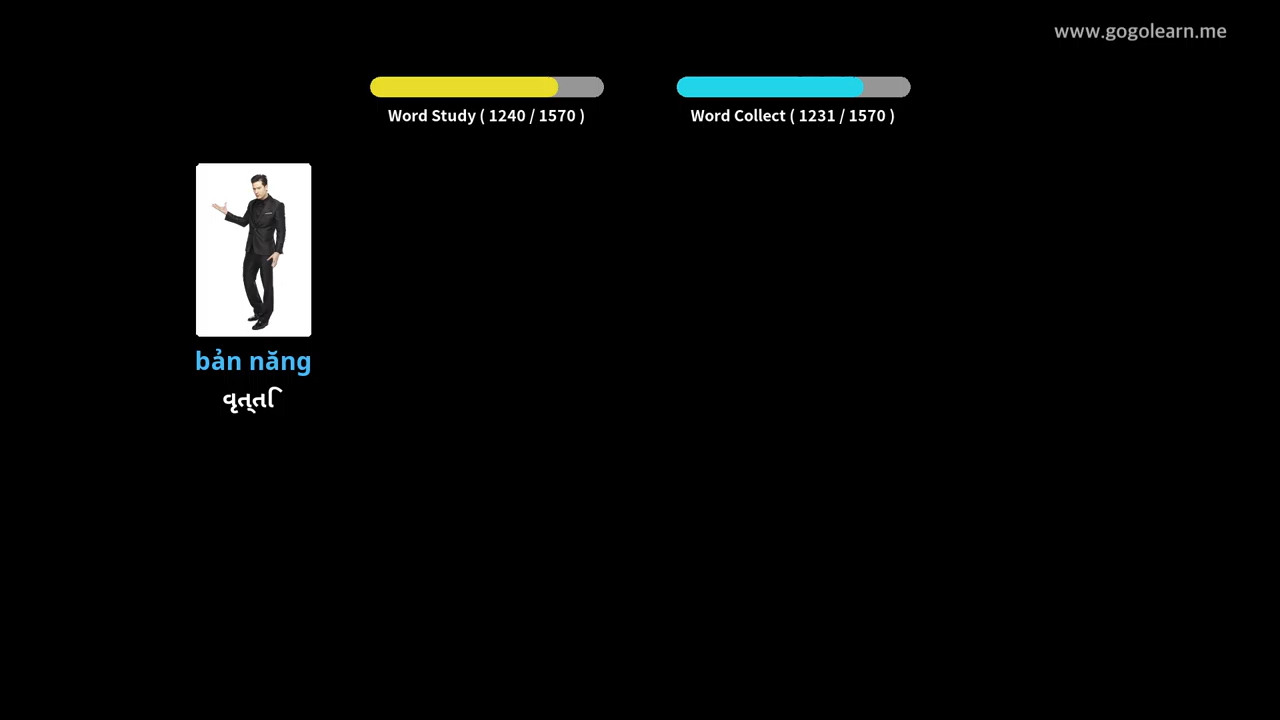 www.gogolearn.me
Word Study ( 1240 / 1570 )
Word Collect ( 1231 / 1570 )
bản năng
વૃત્તિ